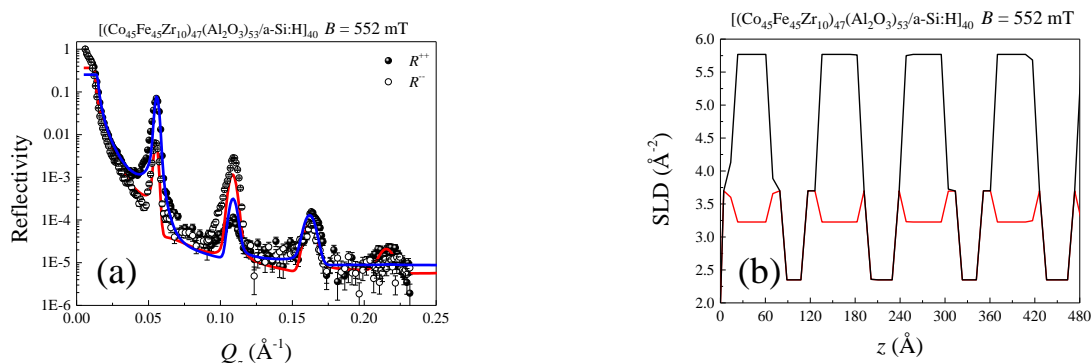 [(Co45Fe45Zr10)47(Al2O3)53/a-Si:H]40 B = 552 mT
1
0.1
0.01
1E-3
1E-4
1E-5
1E-6
Reflectivity
R++
R--
(a)
0.00 0.05 0.10 0.15 0.20 0.25
(Å-1)
[(Co45Fe45Zr10)47(Al2O3)53/a-Si:H]40 B = 552 mT
6.0
5.5
5.0
4.5
4.0
3.5
3.0
2.5
2.0
SLD (Å-2)
(b)
0 60 120 180 240 300 360 420 480
z (Å)